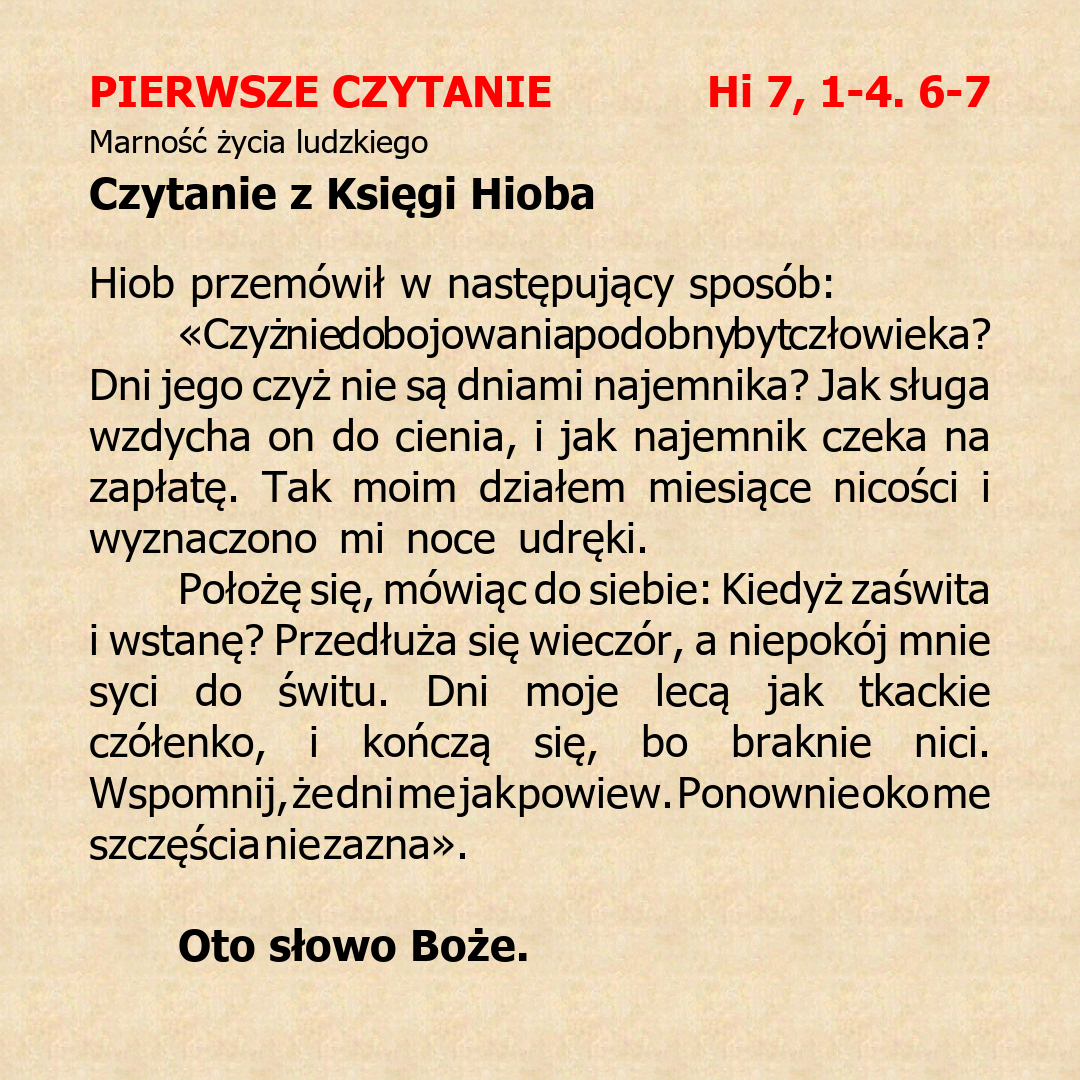 PIERWSZE CZYTANIE Hi 7, 1-4. 6-7
Marność życia ludzkiego
Czytanie z Księgi Hioba
Hiob przemówił w następujący sposób:
«Czyż nie do bojowania podobny byt człowieka?
Dni jego czyż nie są dniami najemnika? Jak sługa
wzdycha on do cienia, i jak najemnik czeka na
zapłatę. Tak moim działem miesiące nicości i
wyznaczono mi noce udręki.
Położę się, mówiąc do siebie: Kiedyż zaświta
i wstanę? Przedłuża się wieczór, a niepokój mnie
syci do świtu. Dni moje lecą jak tkackie
czółenko, i kończą się, bo braknie nici.
Wspomnij, że dni me jak powiew. Ponownie oko me
szczęścia nie zazna».
Oto słowo Boże.